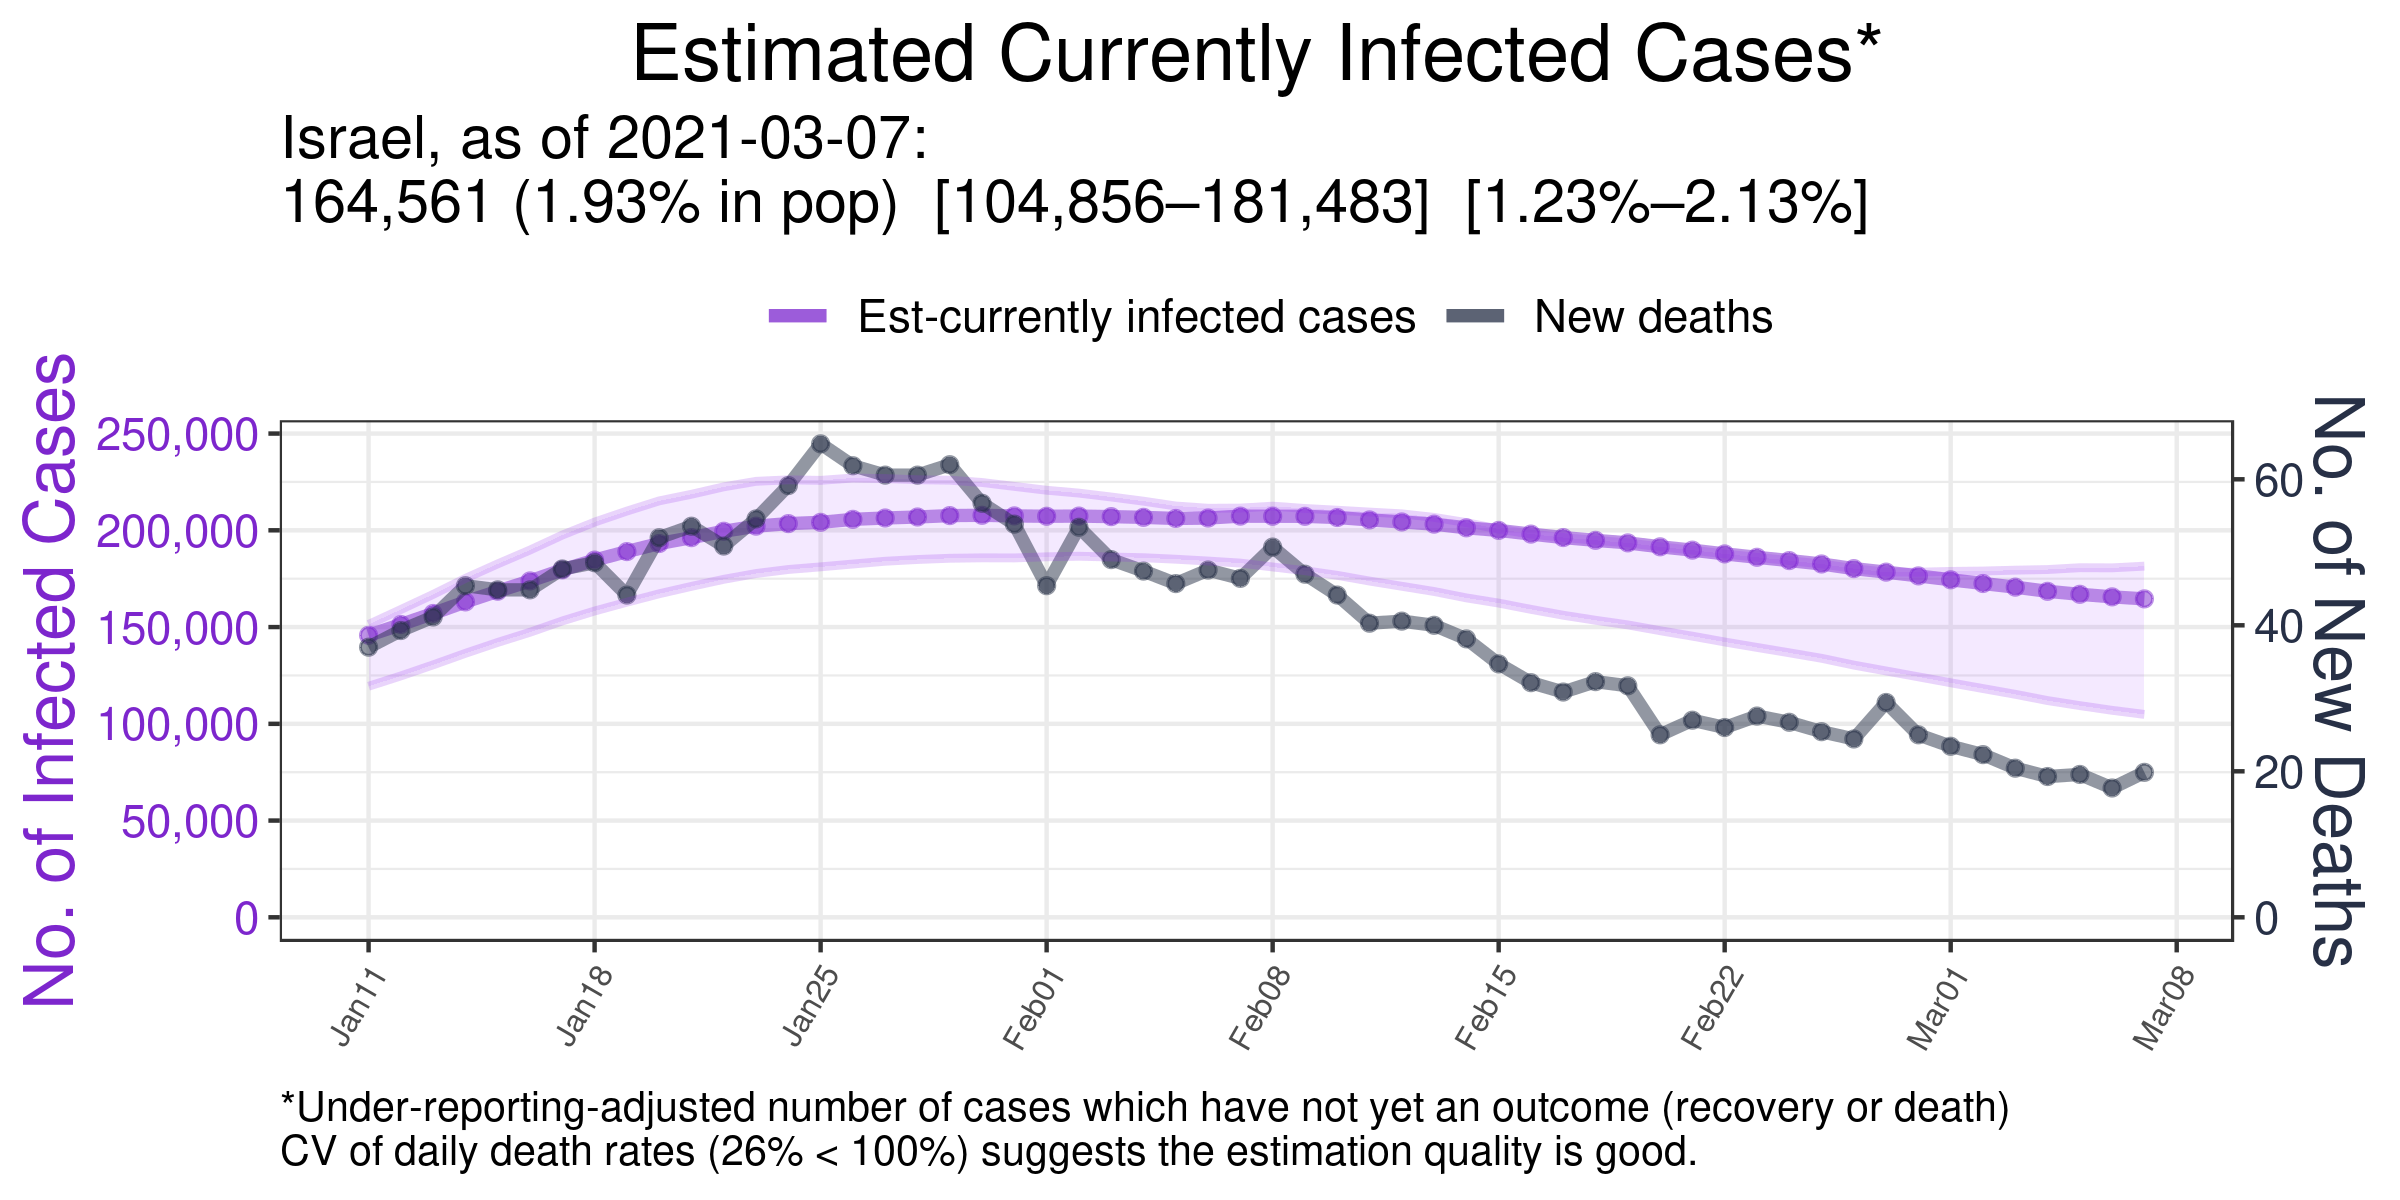 Estimated Currently Infected Cases*
Israel, as of 2021-03-07:
164,561 (1.93% in pop)  [104,856–181,483]  [1.23%–2.13%]
Est-currently infected cases
New deaths
No. of Infected Cases
250,000
200,000
150,000
100,000
50,000
0
No. of New Deaths
60
40
20
0
Jan11
Jan18
Jan25
Feb01
Feb08
Feb15
Feb22
Mar01
Mar08
*Under-reporting-adjusted number of cases which have not yet an outcome (recovery or death)
CV of daily death rates (26% < 100%) suggests the estimation quality is good.